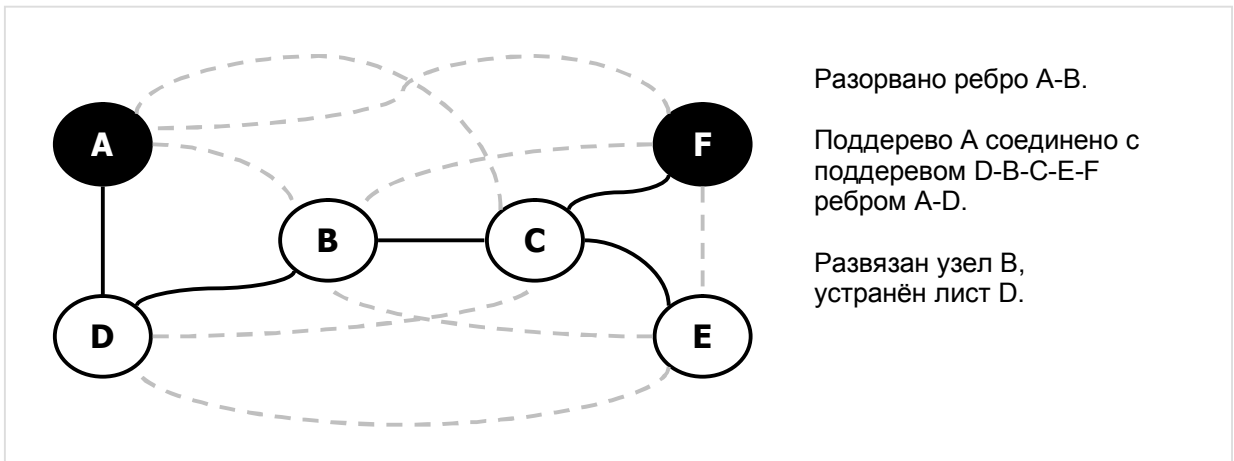 Разорвано ребро A-B.
A
F
Поддерево A соединено с
поддеревом D-B-C-E-F
ребром A-D.
B
C
Развязан узел B,
устранён лист D.
D
E